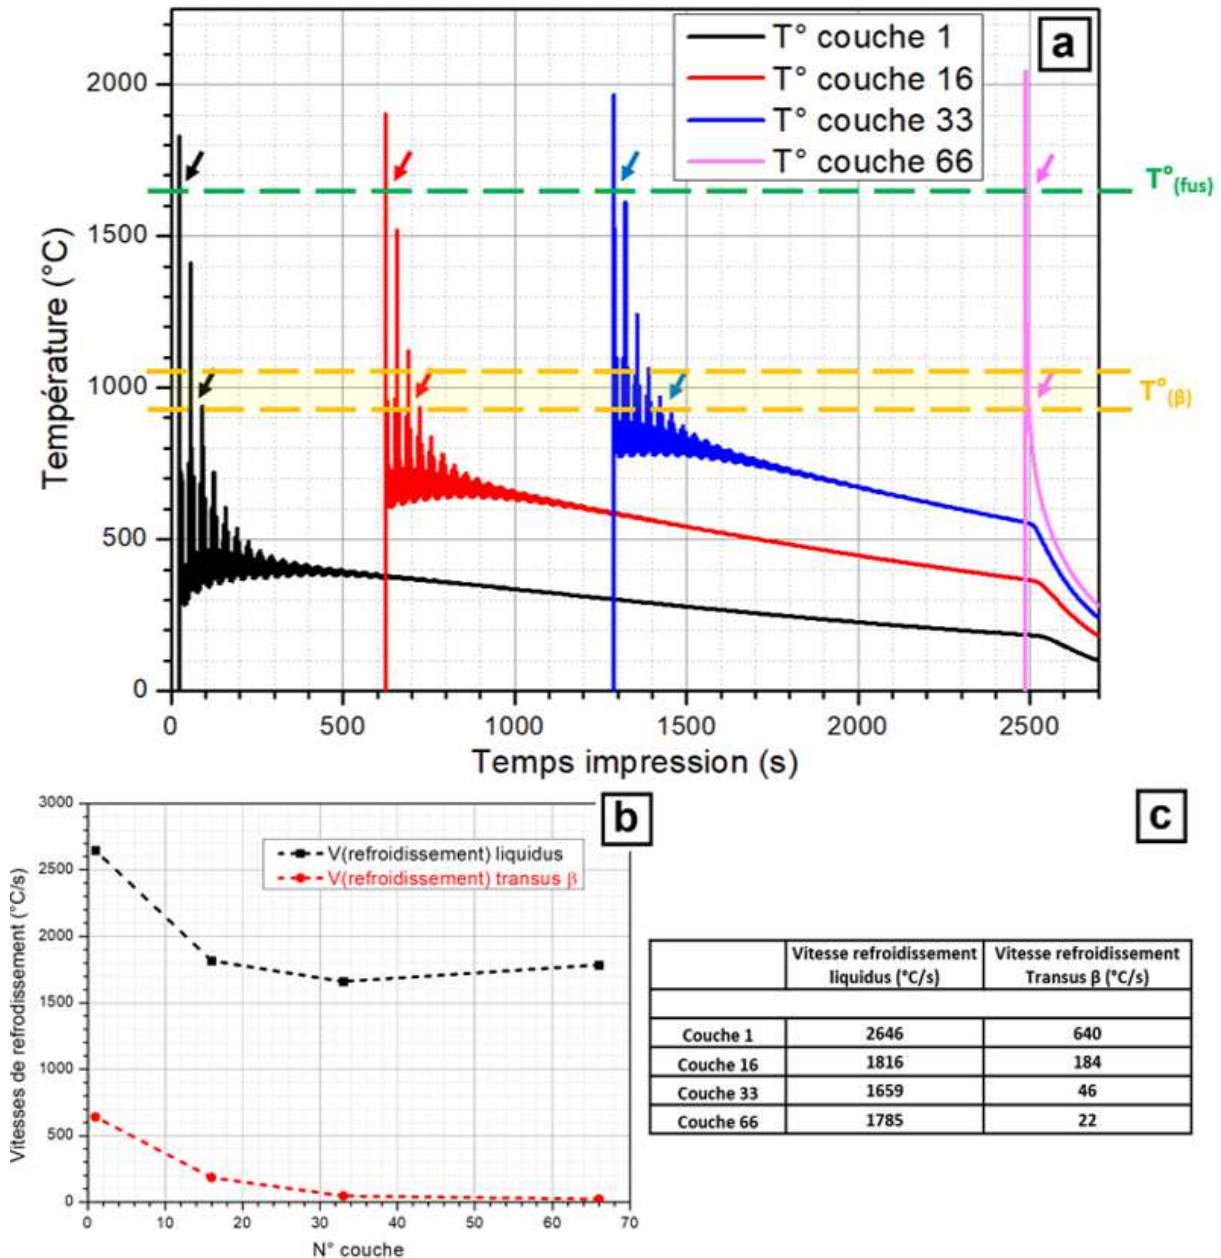 a
T° couche 1
T° couche 16
T° couche 33
T° couche 66
2000
1500
1000
500
0
Température (°C)
T°(fus)
T°(β)
0 500 1000 1500 2000 2500
Temps impression (s)
b
V(refroidissement) liquidus
V(refroidissement) transus β
3000
2500
2000
1500
1000
500
0
Vitesses de refrodissement (°C/s)
0 10 20 30 40 50 60 70
N° couche
c
Vitesse refroidissement liquidus (°C/s) Vitesse refroidissement Transus β (°C/s)
Couche 1 2646 640
Couche 16 1816 184
Couche 33 1659 46
Couche 66 1785 22